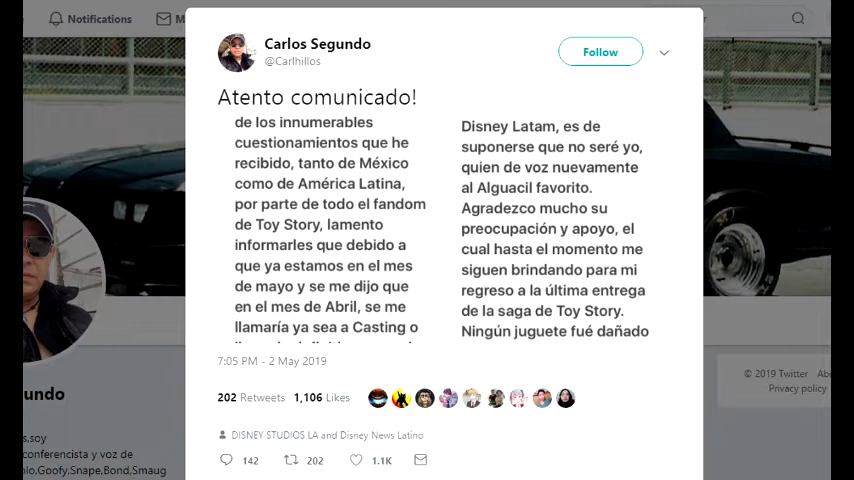 Notifications
M
Carlos Segundo
@Carlhillos
Follow
Atento comunicado!
de los innumerables
cuestionamientos que he
recibido, tanto de México
como de América Latina,
por parte de todo el fandom
de Toy Story, lamento
informarles que debido a
que ya estamos en el mes
de mayo y se me dijo que
en el mes de Abril, se me
llamaría ya sea a Casting o
Disney Latam, es de
suponerse que no seré yo,
quien de voz nuevamente
al Alguacil favorito.
Agradezco mucho su
preocupación y apoyo, el
cual hasta el momento me
siguen brindando para mi
regreso a la última entrega
de la saga de Toy Story.
Ningún juguete fué dañado
7:05 PM - 2 May 2019
202 Retweets 1,106 Likes
DISNEY STUDIOS LA and Disney News Latino
142 202 1.1K
undo
s,soy
conferencista y voz de
olo,Goofy,Snape,Bond,Smaug
© 2019 Twitter Abo
Privacy policy